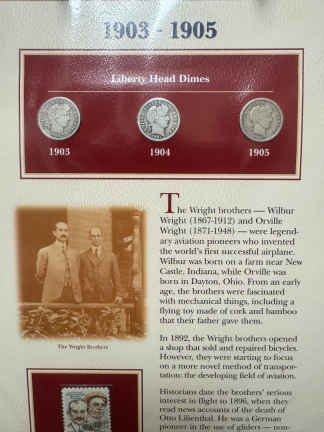 1903 - 1905
Liberty Head Dimes
1903
1904
1905
The Wright brothers — Wilbur
Wright (1867-1912) and Orville
Wright (1871-1948) — were legend-
ary aviation pioneers who invented
the world's first successful airplane.
Wilbur was born on a farm near New
Castle, Indiana, while Orville was
born in Dayton, Ohio. From an early
age, the brothers were fascinated
with mechanical things, including a
flying toy made of cork and bamboo
that their father gave them.
The Wright Brothers
In 1892, the Wright brothers opened
a shop that sold and repaired bicycles.
However, they were starting to focus
on a more novel method of transpor-
tation: the developing field of aviation.
Historians date the brothers' serious
interest in flight to 1896, when they
read news accounts of the death of
Otto Lilienthal. He was a German
pioneer in the use of gliders — non-